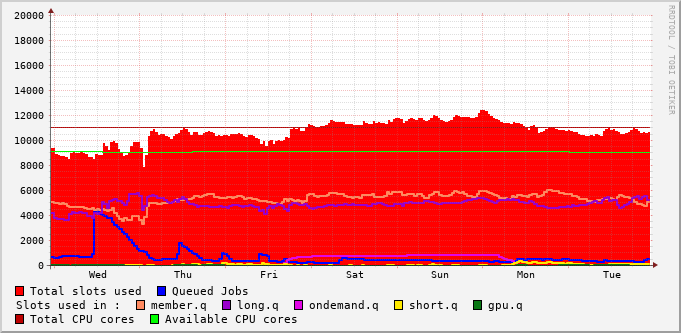 20000
18000
16000
14000
12000
10000
8000
6000
4000
2000
0
Wed Thu Fri Sat Sun Mon Tue
RRDTOOL / TOBI OETIKER
Total slots used Queued Jobs
Slots used in : member.q long.q ondemand.q short.q gpu.q
Total CPU cores Available CPU cores